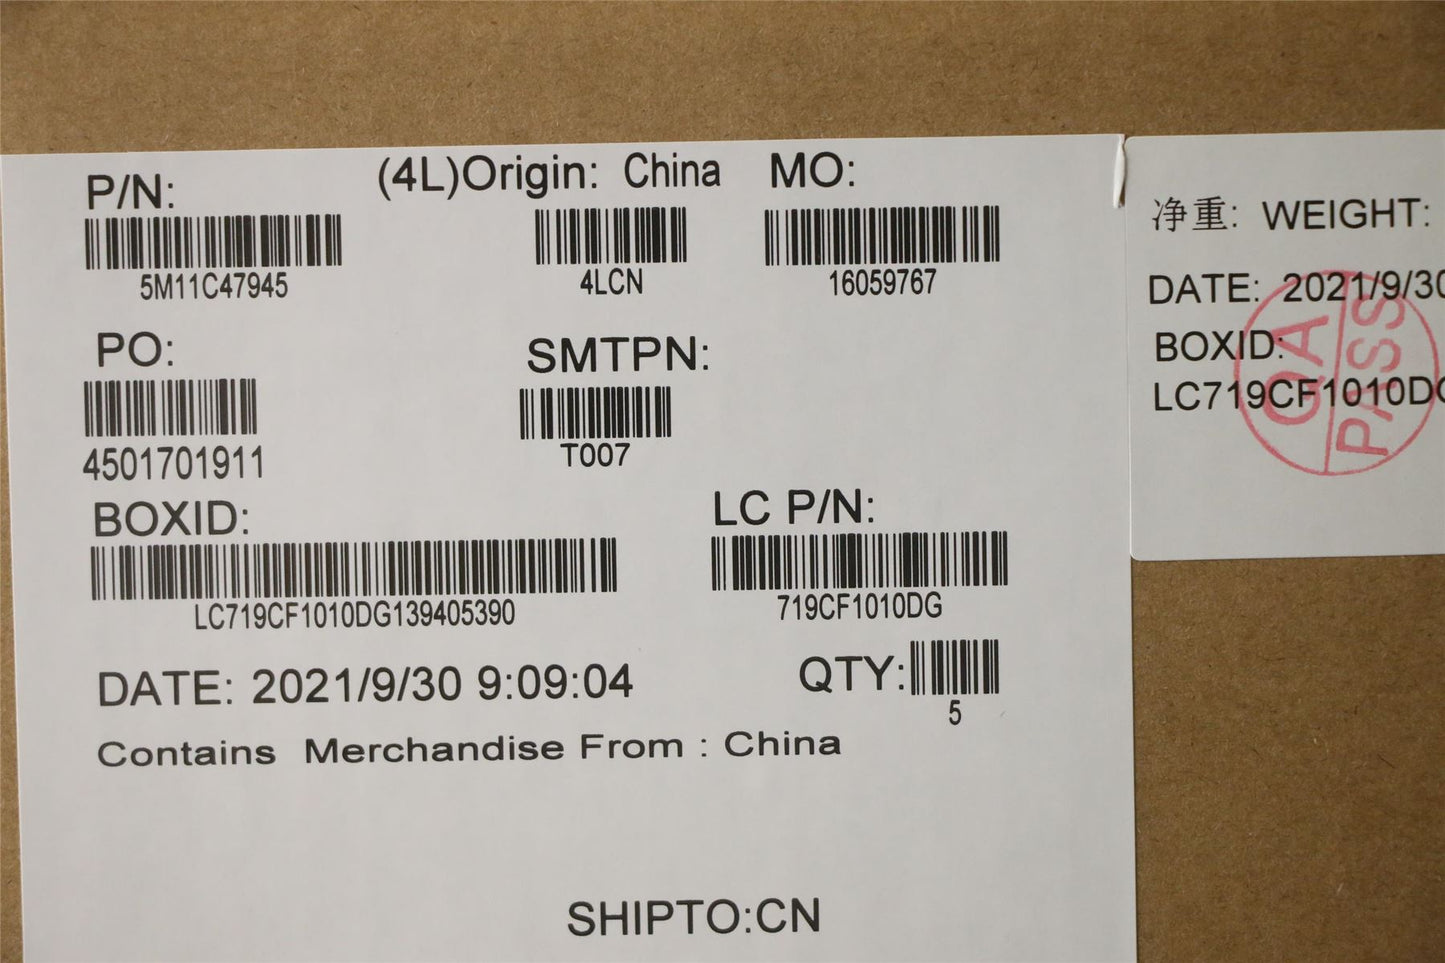 P/N:
(4L)Origin: China
MO:
5M11C47945
4LCN
16059767
PO:
SMTPN:
4501701911
T007
BOXID:
LC P/N:
LC719CF1010DG139405390
719CF1010DG
DATE: 2021/9/30 9:09:04
QTY:
5
Contains Merchandise From : China
SHIPTO:CN
净重: WEIGHT:
DATE: 2021/9/30
BOXID:
LC719CF1010DG
QA
PASS